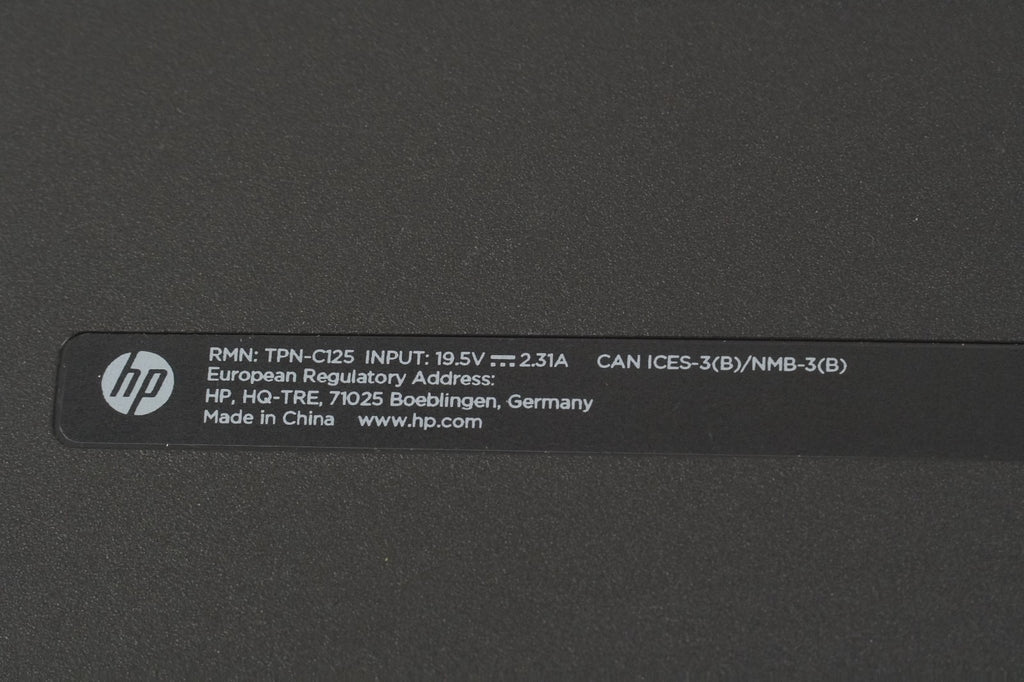 hp
RMN: TPN-C125 INPUT: 19.5V ⎓ 2.31A CAN ICES-3(B)/NMB-3(B)
European Regulatory Address:
HP, HQ-TRE, 71025 Boeblingen, Germany
Made in China www.hp.com